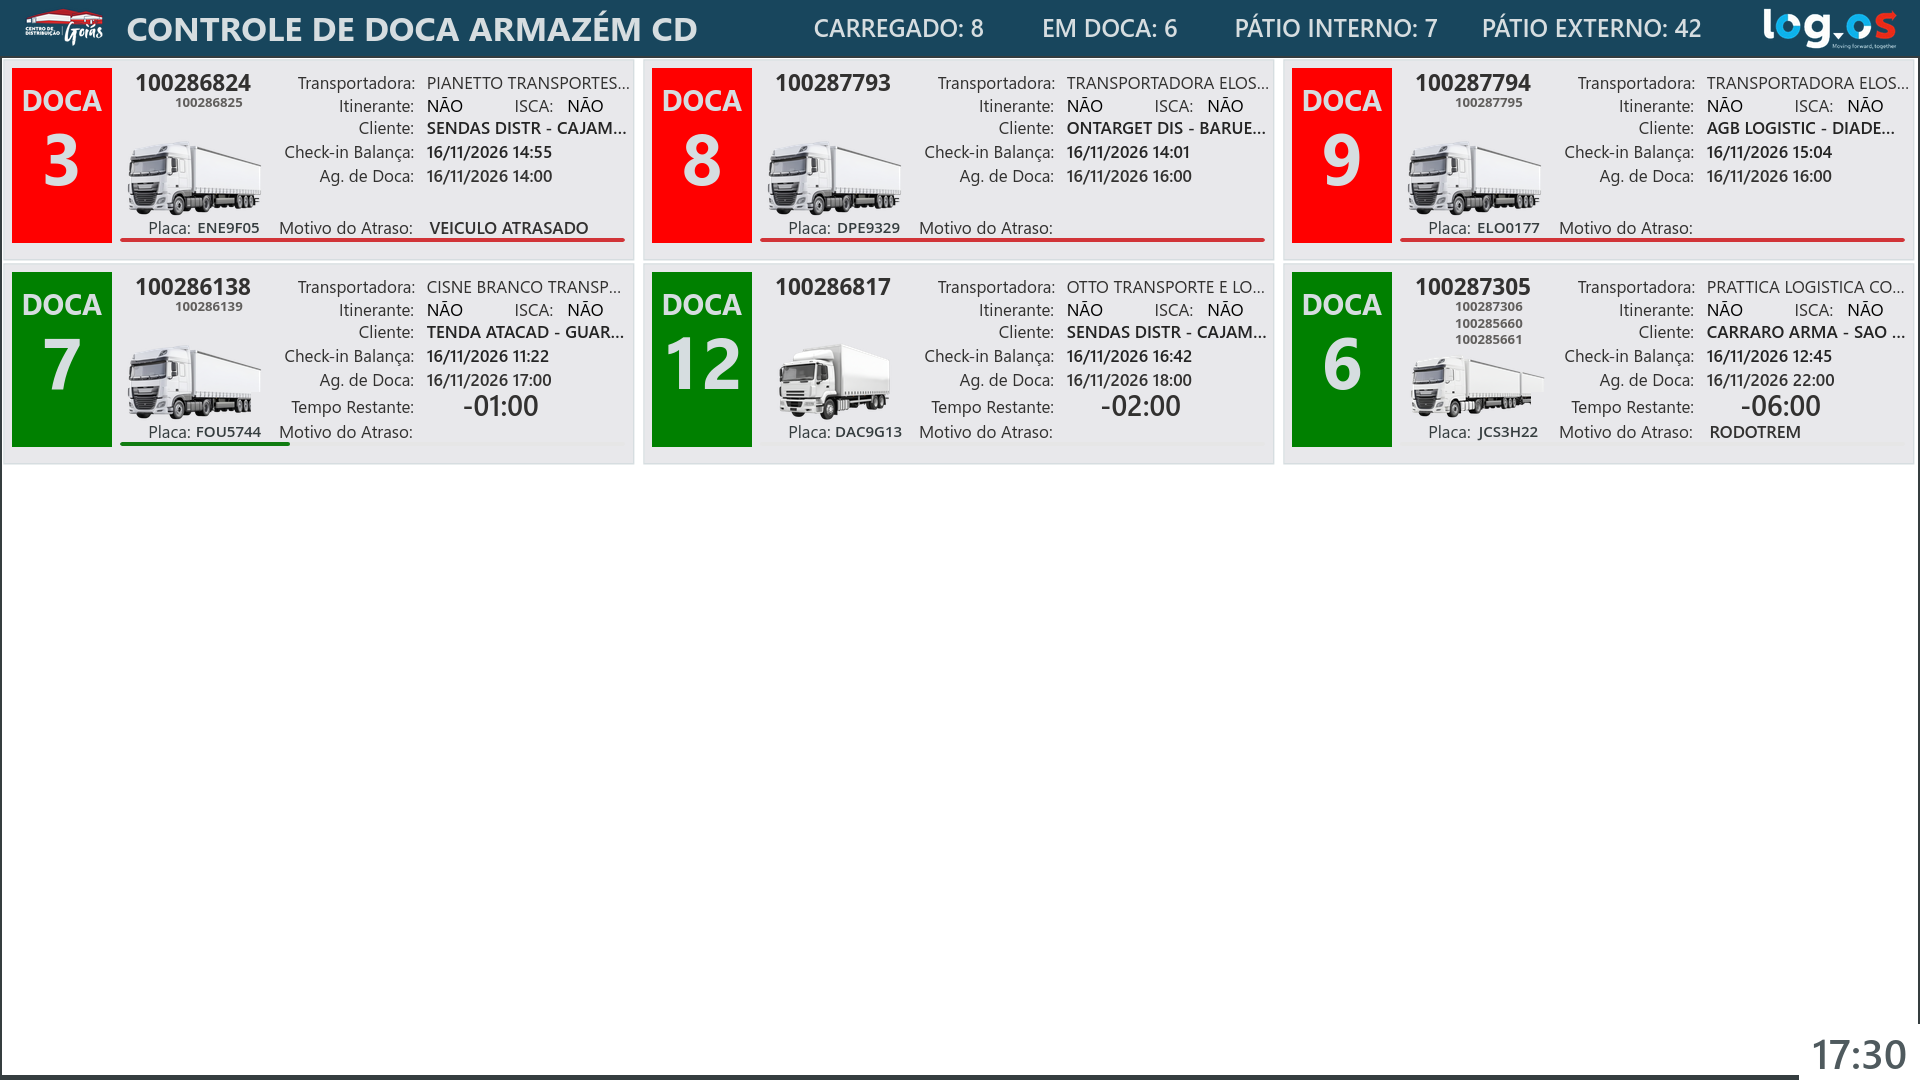 CENTRO DE DISTRIBUIÇÃO Goiás
CONTROLE DE DOCA ARMAZÉM CD
CARREGADO: 8
EM DOCA: 6
PÁTIO INTERNO: 7
PÁTIO EXTERNO: 42
log.os
Moving forward, together
DOCA
3
100286824
100286825
Transportadora: PIANETTO TRANSPORTES...
Itinerante: NÃO ISCA: NÃO
Cliente: SENDAS DISTR - CAJAM...
Check-in Balança: 16/11/2026 14:55
Ag. de Doca: 16/11/2026 14:00
Placa: ENE9F05 Motivo do Atraso: VEICULO ATRASADO
DOCA
8
100287793
Transportadora: TRANSPORTADORA ELOS...
Itinerante: NÃO ISCA: NÃO
Cliente: ONTARGET DIS - BARUE...
Check-in Balança: 16/11/2026 14:01
Ag. de Doca: 16/11/2026 16:00
Placa: DPE9329 Motivo do Atraso:
DOCA
9
100287794
100287795
Transportadora: TRANSPORTADORA ELOS...
Itinerante: NÃO ISCA: NÃO
Cliente: AGB LOGISTIC - DIADE...
Check-in Balança: 16/11/2026 15:04
Ag. de Doca: 16/11/2026 16:00
Placa: ELO0177 Motivo do Atraso:
DOCA
7
100286138
100286139
Transportadora: CISNE BRANCO TRANSP...
Itinerante: NÃO ISCA: NÃO
Cliente: TENDA ATACAD - GUAR...
Check-in Balança: 16/11/2026 11:22
Ag. de Doca: 16/11/2026 17:00
Tempo Restante: -01:00
Placa: FOU5744 Motivo do Atraso:
DOCA
12
100286817
Transportadora: OTTO TRANSPORTE E LO...
Itinerante: NÃO ISCA: NÃO
Cliente: SENDAS DISTR - CAJAM...
Check-in Balança: 16/11/2026 16:42
Ag. de Doca: 16/11/2026 18:00
Tempo Restante: -02:00
Placa: DAC9G13 Motivo do Atraso:
DOCA
6
100287305
100287306
100285660
100285661
Transportadora: PRATTICA LOGISTICA CO...
Itinerante: NÃO ISCA: NÃO
Cliente: CARRARO ARMA - SAO ...
Check-in Balança: 16/11/2026 12:45
Ag. de Doca: 16/11/2026 22:00
Tempo Restante: -06:00
Placa: JCS3H22 Motivo do Atraso: RODOTREM
17:30